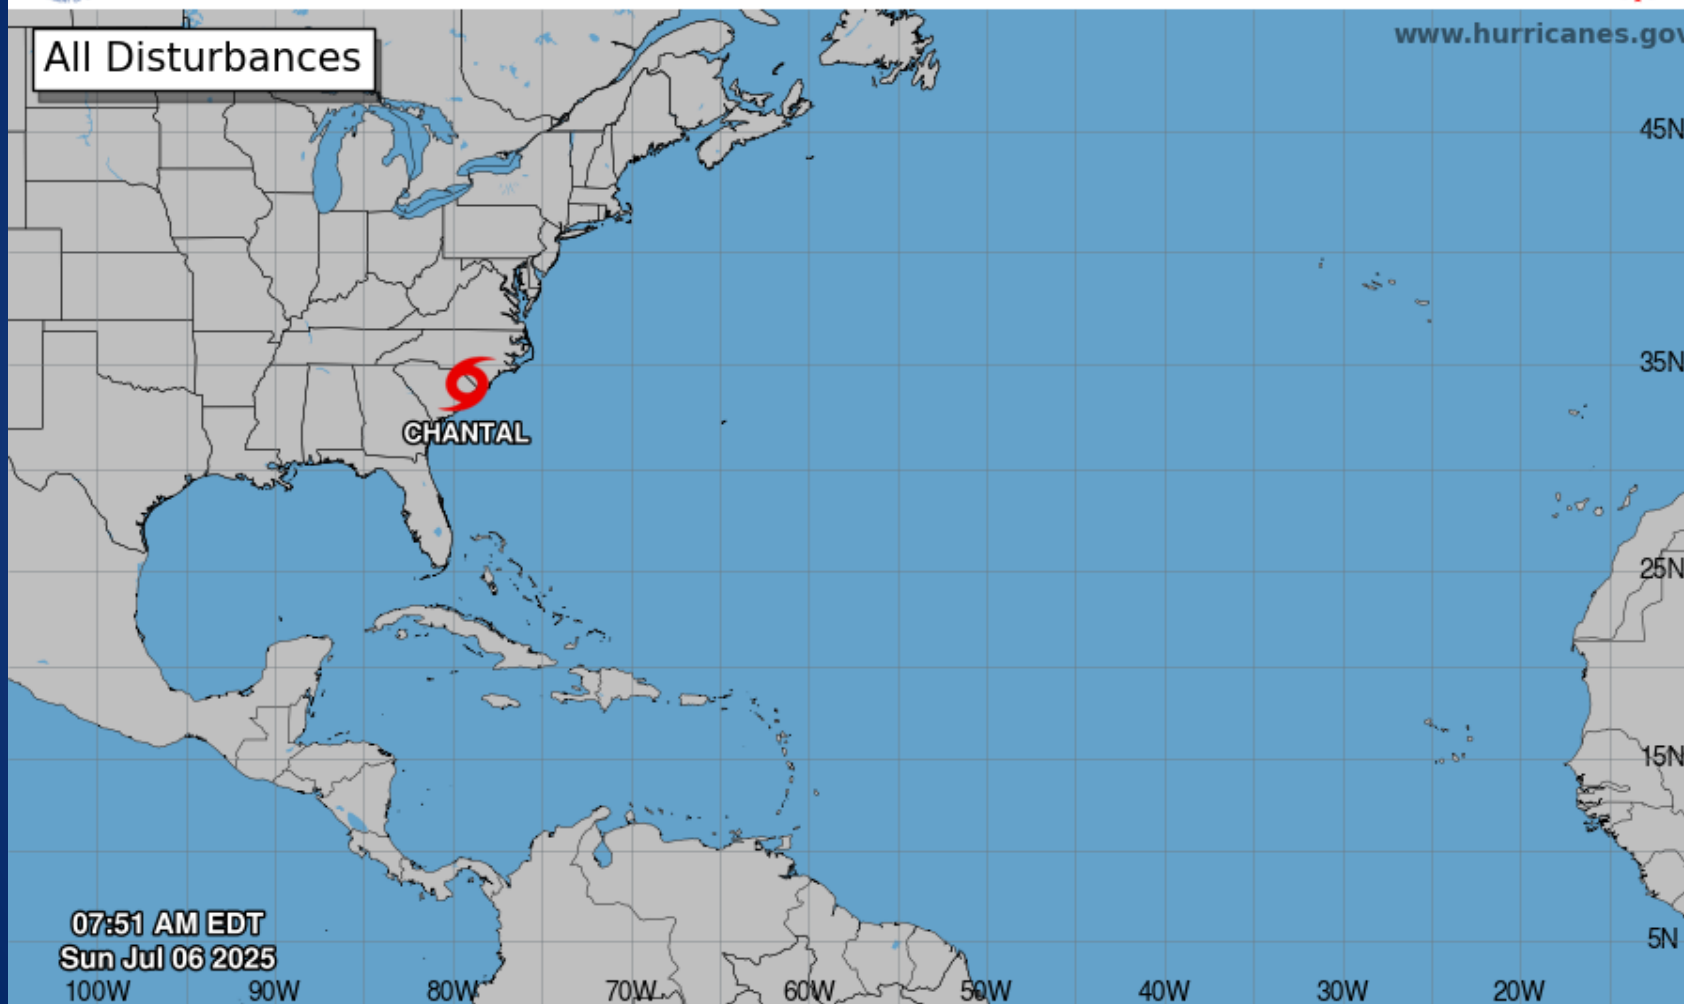 All Disturbances
www.hurricanes.gov
45N
35N
CHANTAL
25N
15N
07:51 AM EDT
Sun Jul 06 2025
5N
100W 90W 80W 70W 60W 50W 40W 30W 20W